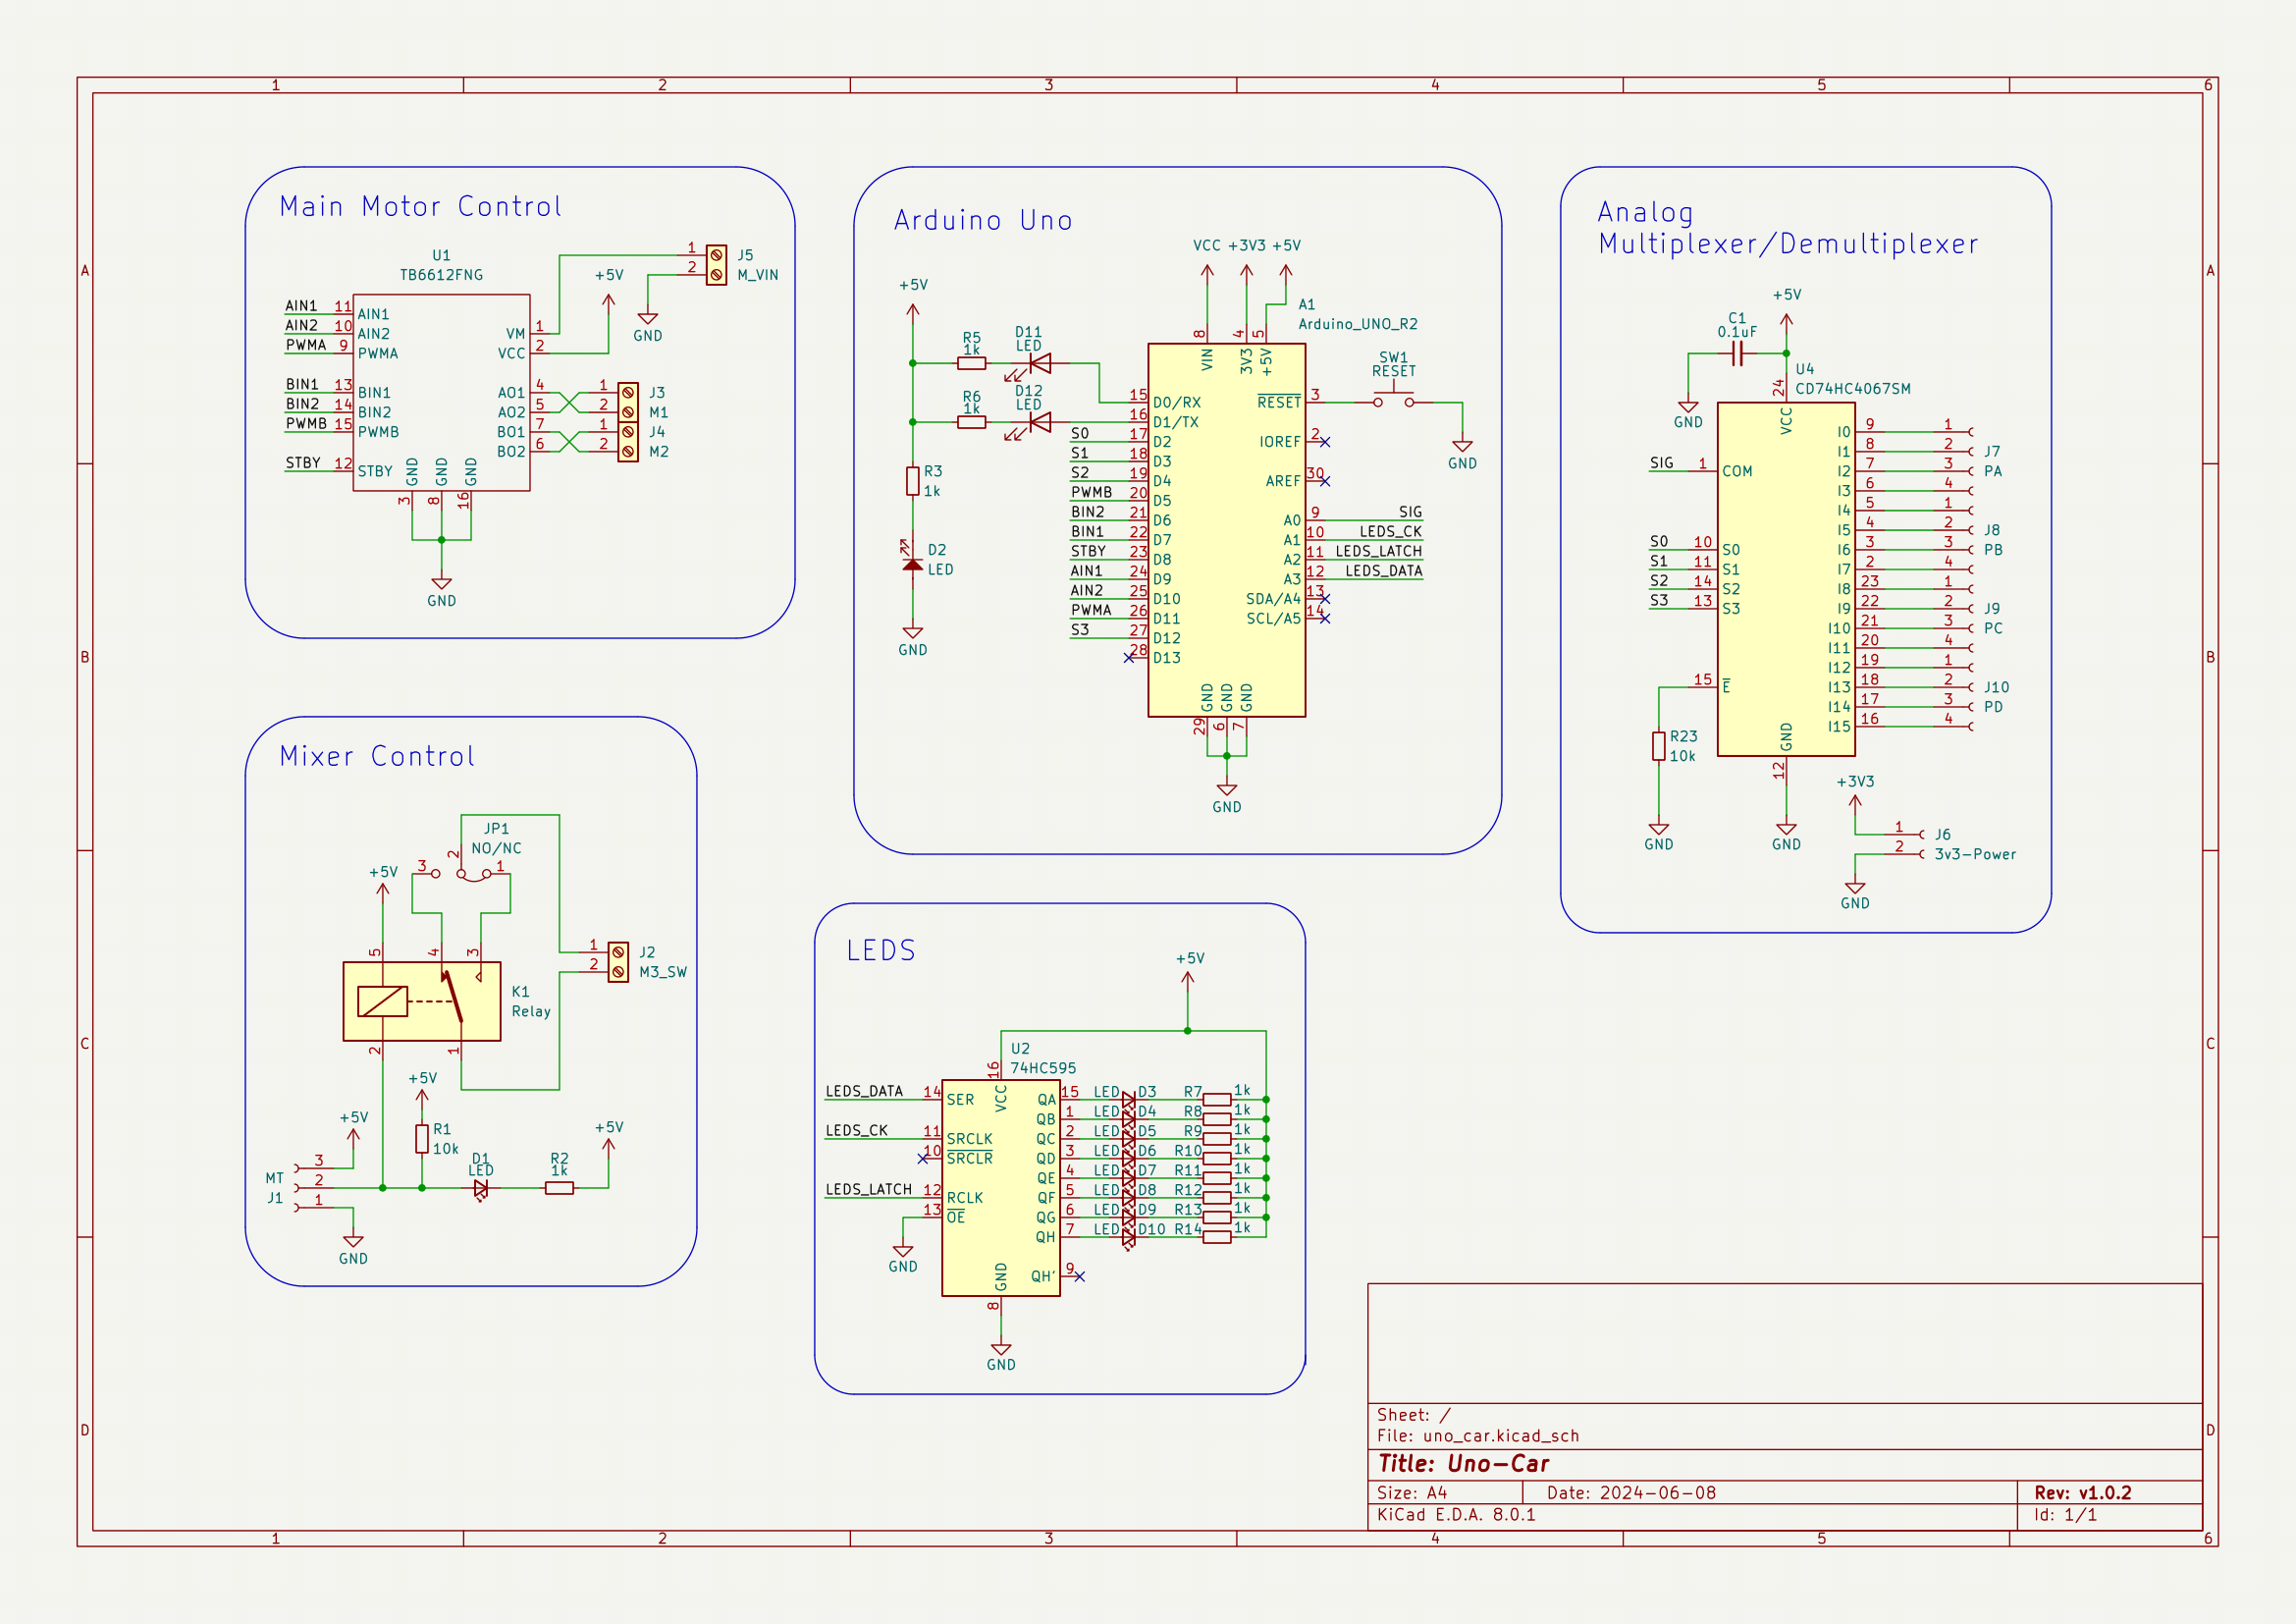 1 2 3 4 5 6
A A
B B
C C
D D
1 2 3 4 5 6
Main Motor Control
U1
TB6612FNG
AIN1 11 AIN1
AIN2 10 AIN2
PWMA 9 PWMA
BIN1 13 BIN1
BIN2 14 BIN2
PWMB 15 PWMB
STBY 12 STBY
VM 1
VCC 2
AO1 4
AO2 5
BO1 7
BO2 6
GND GND GND
3 8 16
GND
+5V
GND
1 J5
2 M_VIN
1 J3
2 M1
1 J4
2 M2
Arduino Uno
VCC +3V3 +5V
8 4 5
VIN 3V3 +5V
A1
Arduino_UNO_R2
+5V
R5
1k
D11
LED
R6
1k
D12
LED
R3
1k
D2
LED
GND
15 D0/RX
16 D1/TX
S0 17 D2
S1 18 D3
S2 19 D4
PWMB 20 D5
BIN2 21 D6
BIN1 22 D7
STBY 23 D8
AIN1 24 D9
AIN2 25 D10
PWMA 26 D11
S3 27 D12
28 D13
RESET 3
IOREF 2
AREF 30
A0 9 SIG
A1 10 LEDS_CK
A2 11 LEDS_LATCH
A3 12 LEDS_DATA
SDA/A4 13
SCL/A5 14
GND GND GND
29 6 7
GND
SW1
RESET
GND
Analog
Multiplexer/Demultiplexer
+5V
C1
0.1uF
GND
U4
CD74HC4067SM
24
VCC
SIG 1 COM
S0 10 S0
S1 11 S1
S2 14 S2
S3 13 S3
15 E
R23
10k
GND
GND
12
GND
I0 9 1
I1 8 2 J7
I2 7 3 PA
I3 6 4
I4 5 1
I5 4 2 J8
I6 3 3 PB
I7 2 4
I8 23 1
I9 22 2 J9
I10 21 3 PC
I11 20 4
I12 19 1
I13 18 2 J10
I14 17 3 PD
I15 16 4
+3V3
1 J6
2 3v3-Power
GND
Mixer Control
JP1
NO/NC
3 2 1
+5V
5 4 3
K1
Relay
2 1
1 J2
2 M3_SW
+5V
R1
10k
+5V
MT
J1
3
2
1
GND
D1
LED
R2
1k
+5V
LEDS
+5V
U2
74HC595
16
VCC
LEDS_DATA 14 SER
LEDS_CK 11 SRCLK
10 SRCLR
LEDS_LATCH 12 RCLK
13 OE
GND
QA 15 LED D3 R7 1k
QB 1 LED D4 R8 1k
QC 2 LED D5 R9 1k
QD 3 LED D6 R10 1k
QE 4 LED D7 R11 1k
QF 5 LED D8 R12 1k
QG 6 LED D9 R13 1k
QH 7 LED D10 R14 1k
QH' 9
GND
8
GND
Sheet: /
File: uno_car.kicad_sch
Title: Uno-Car
Size: A4 Date: 2024-06-08 Rev: v1.0.2
KiCad E.D.A. 8.0.1 Id: 1/1